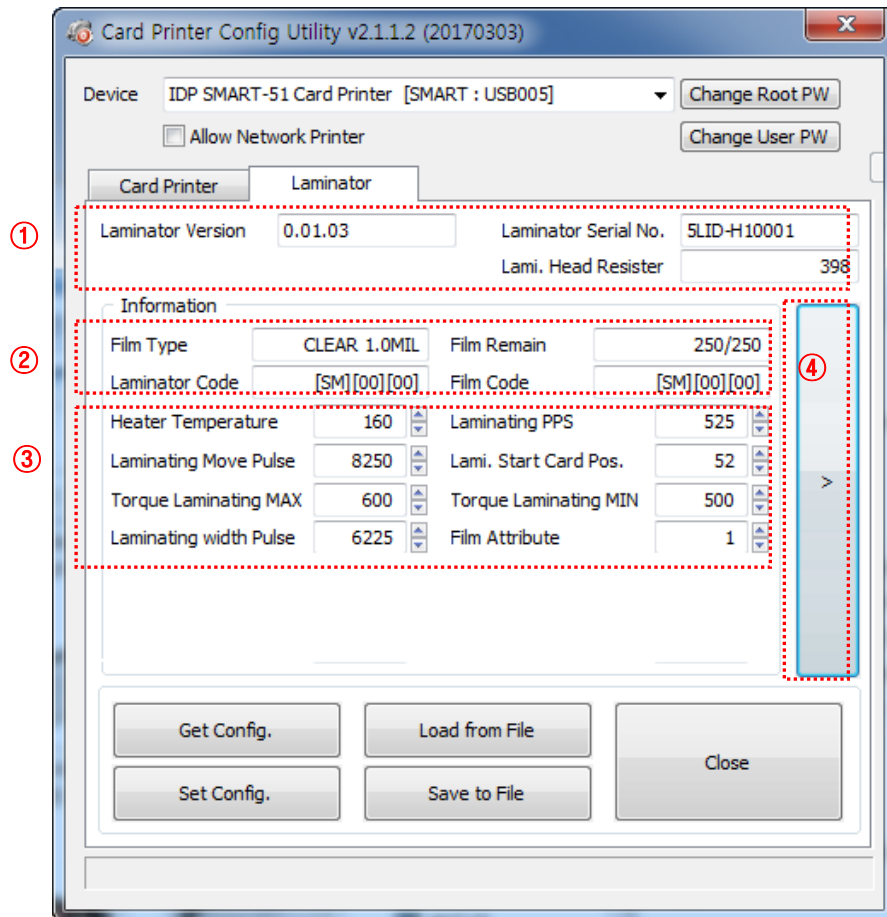 Card Printer Config Utility v2.1.1.2 (20170303)
Device IDP SMART-51 Card Printer [SMART : USB005] Change Root PW
Allow Network Printer Change User PW
Card Printer Laminator
① Laminator Version 0.01.03 Laminator Serial No. 5LID-H10001
Lami. Head Resister 398
Information
② Film Type CLEAR 1.0MIL Film Remain 250/250
Laminator Code [SM][00][00] Film Code [SM][00][00]
④
③ Heater Temperature 160 Laminating PPS 525
Laminating Move Pulse 8250 Lami. Start Card Pos. 52
>
Torque Laminating MAX 600 Torque Laminating MIN 500
Laminating width Pulse 6225 Film Attribute 1
Get Config. Load from File
Close
Set Config. Save to File